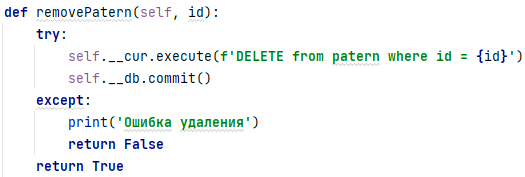 def removePatern(self, id):
    try:
        self.__cur.execute(f'DELETE from patern where id = {id}')
        self.__db.commit()
    except:
        print('Ошибка удаления')
        return False
    return True